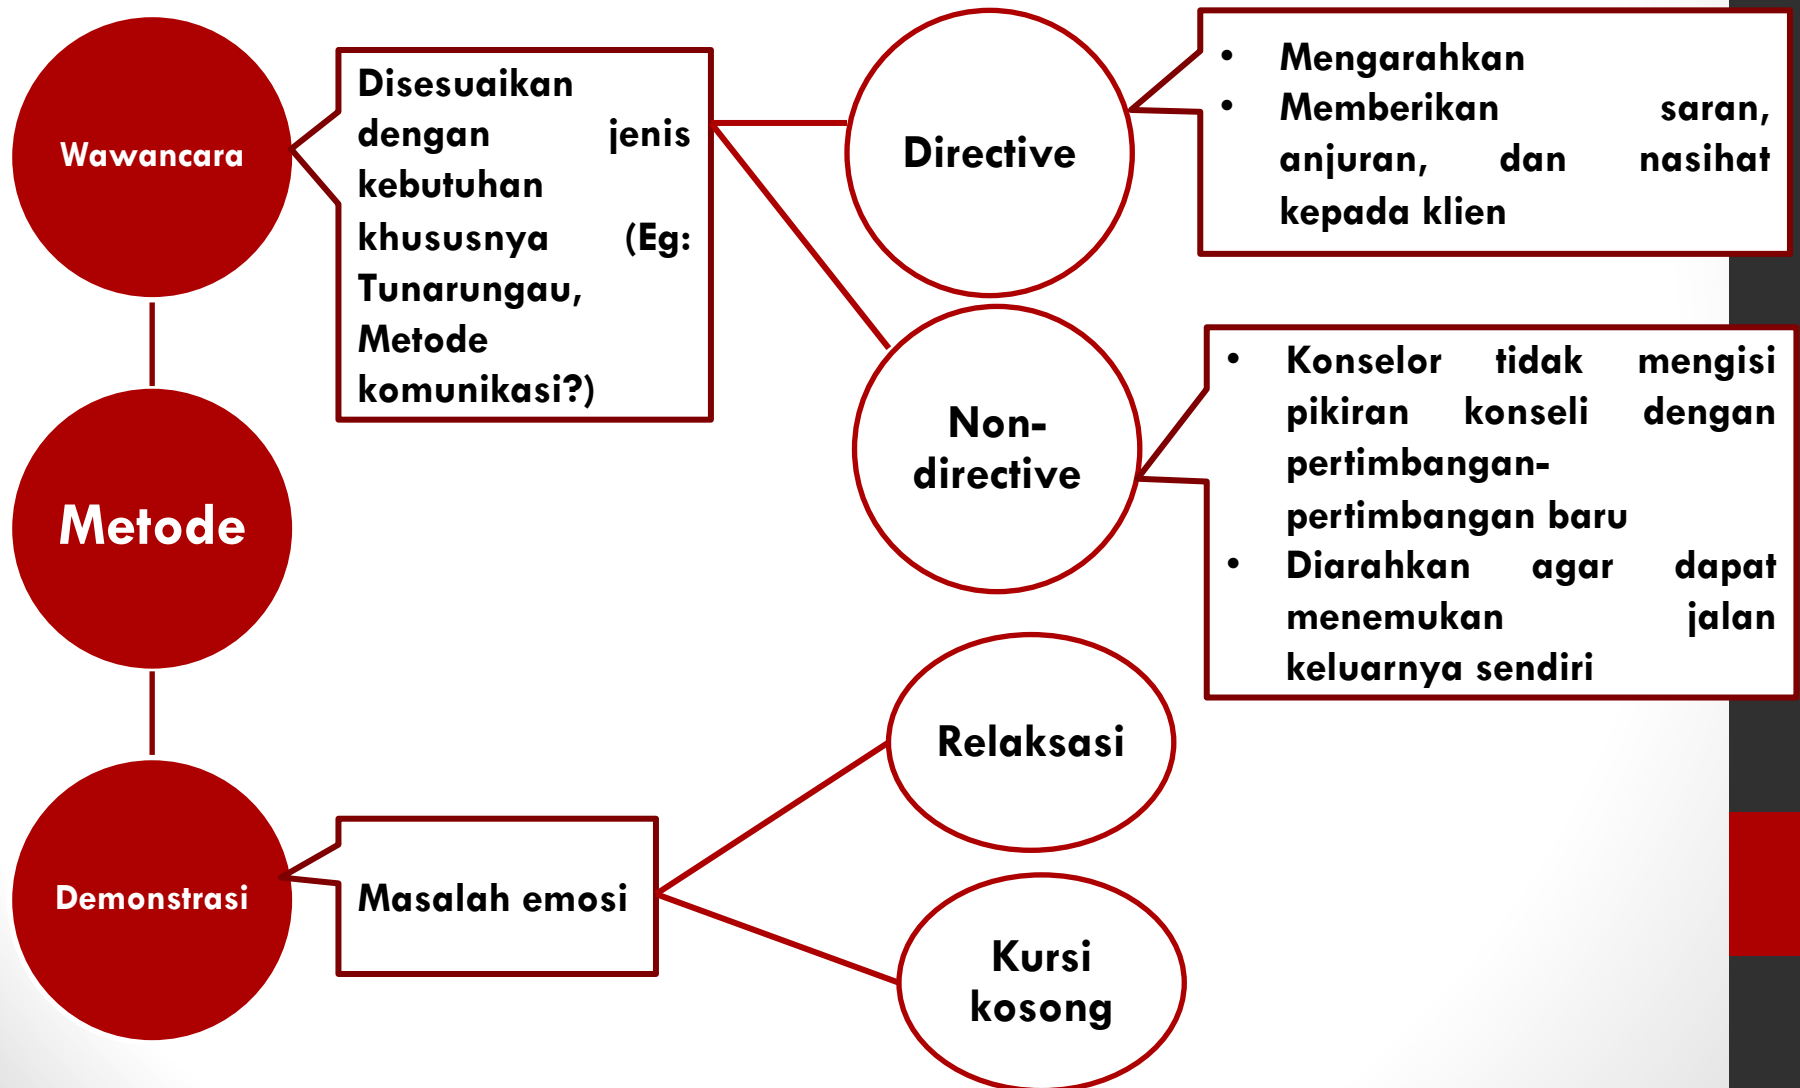 Wawancara
Disesuaikan
dengan jenis
kebutuhan
khususnya (Eg:
Tunarungau,
Metode
komunikasi?)
Directive
• Mengarahkan
• Memberikan saran,
anjuran, dan nasihat
kepada klien
Non-
directive
• Konselor tidak mengisi
pikiran konseli dengan
pertimbangan-
pertimbangan baru
• Diarahkan agar dapat
menemukan jalan
keluarnya sendiri
Metode
Demonstrasi
Masalah emosi
Relaksasi
Kursi
kosong